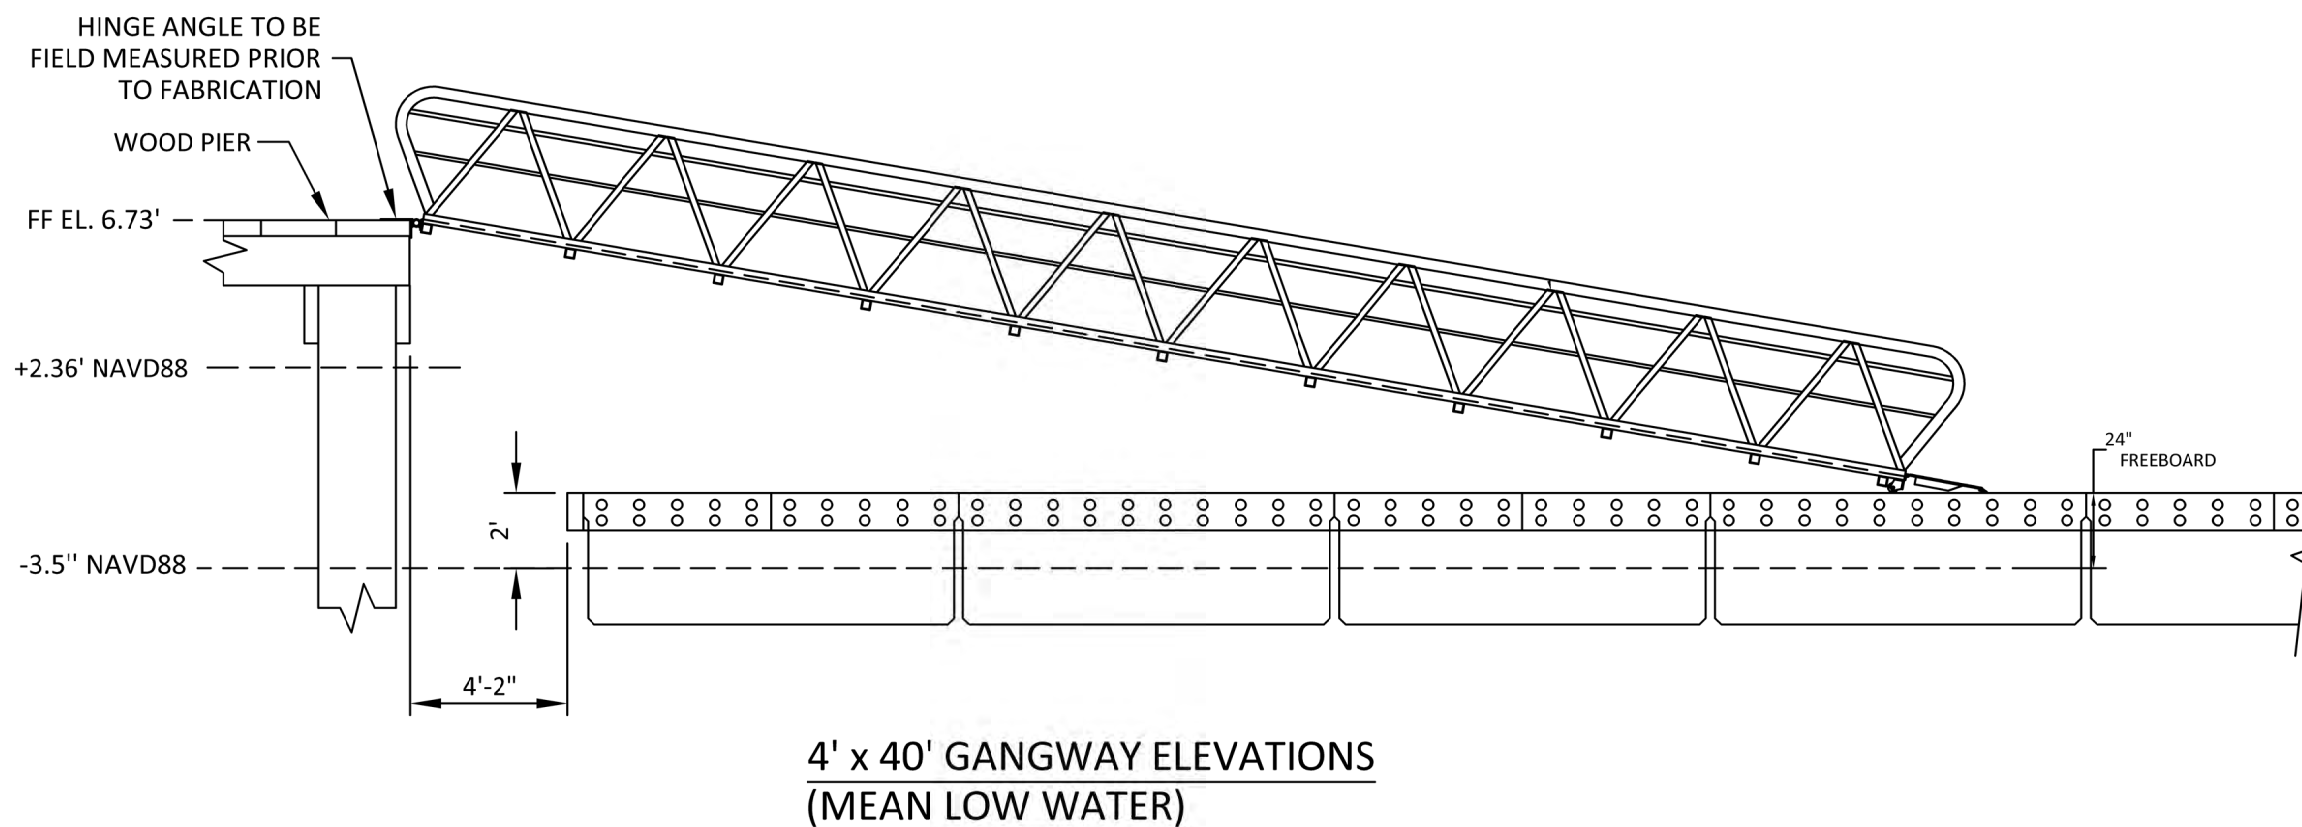 HINGE ANGLE TO BE
FIELD MEASURED PRIOR
TO FABRICATION
WOOD PIER
FF EL. 6.73'
+2.36' NAVD88
24"
FREEBOARD
2'
-3.5" NAVD88
4'-2"
4' x 40' GANGWAY ELEVATIONS
(MEAN LOW WATER)